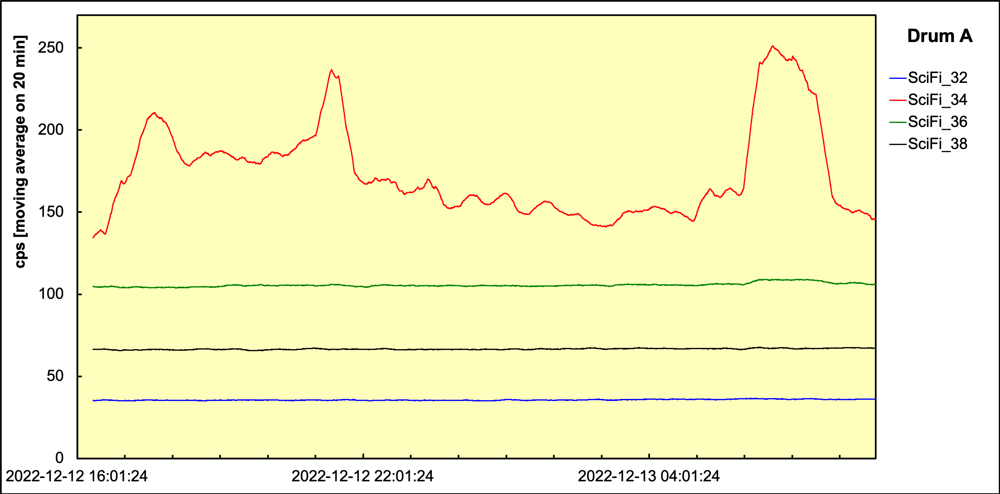 cps [moving average on 20 min]
250
200
150
100
50
0
2022-12-12 16:01:24
2022-12-12 22:01:24
2022-12-13 04:01:24
Drum A
SciFi_32
SciFi_34
SciFi_36
SciFi_38